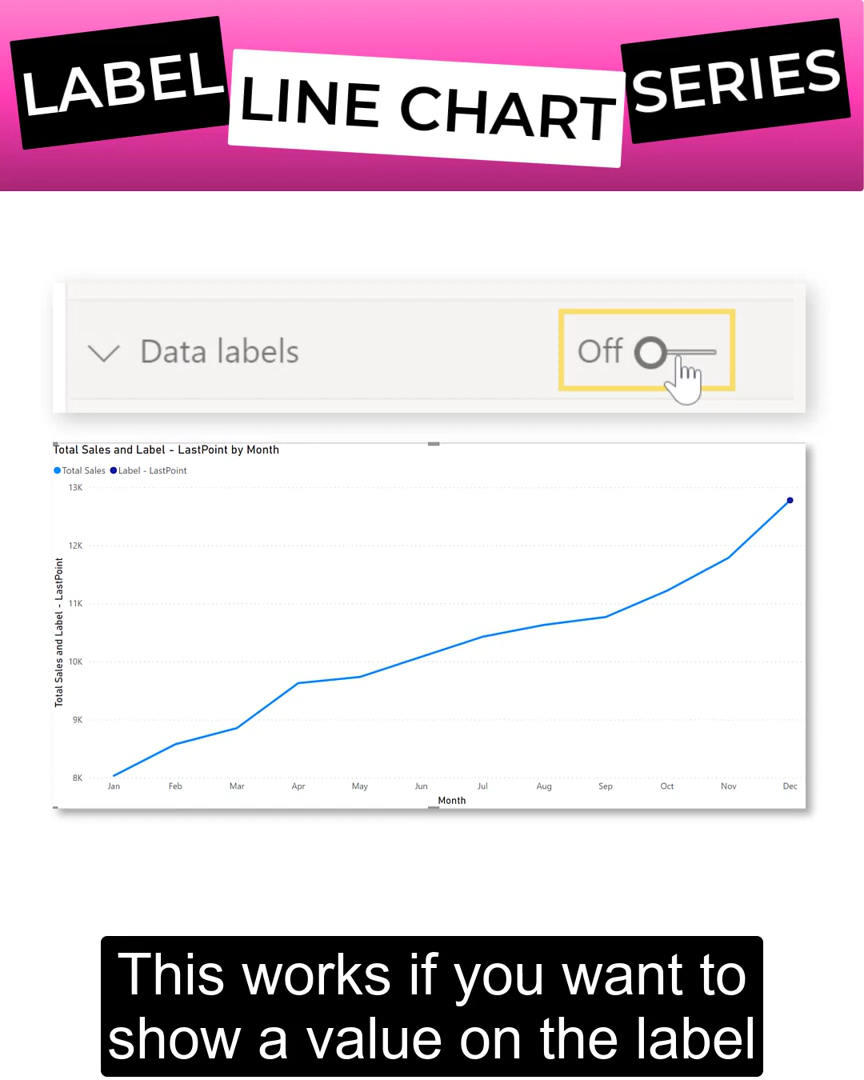 LABEL LINE CHART SERIES
Data labels Off
Total Sales and Label - LastPoint by Month
Total Sales Label - LastPoint
13K
12K
11K
10K
9K
8K
Total Sales and Label - LastPoint
Jan Feb Mar Apr May Jun Jul Aug Sep Oct Nov Dec
Month
This works if you want to
show a value on the label